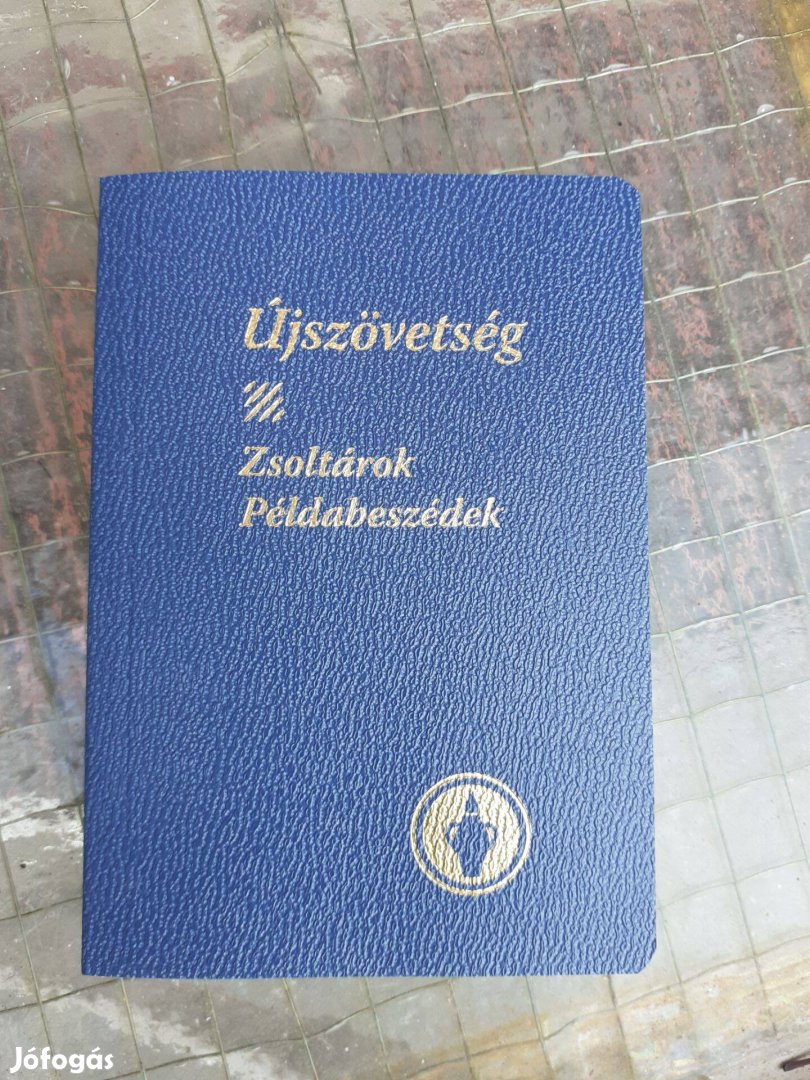 Újszövetség
Zsoltárok
Példabeszédek
Jófogás